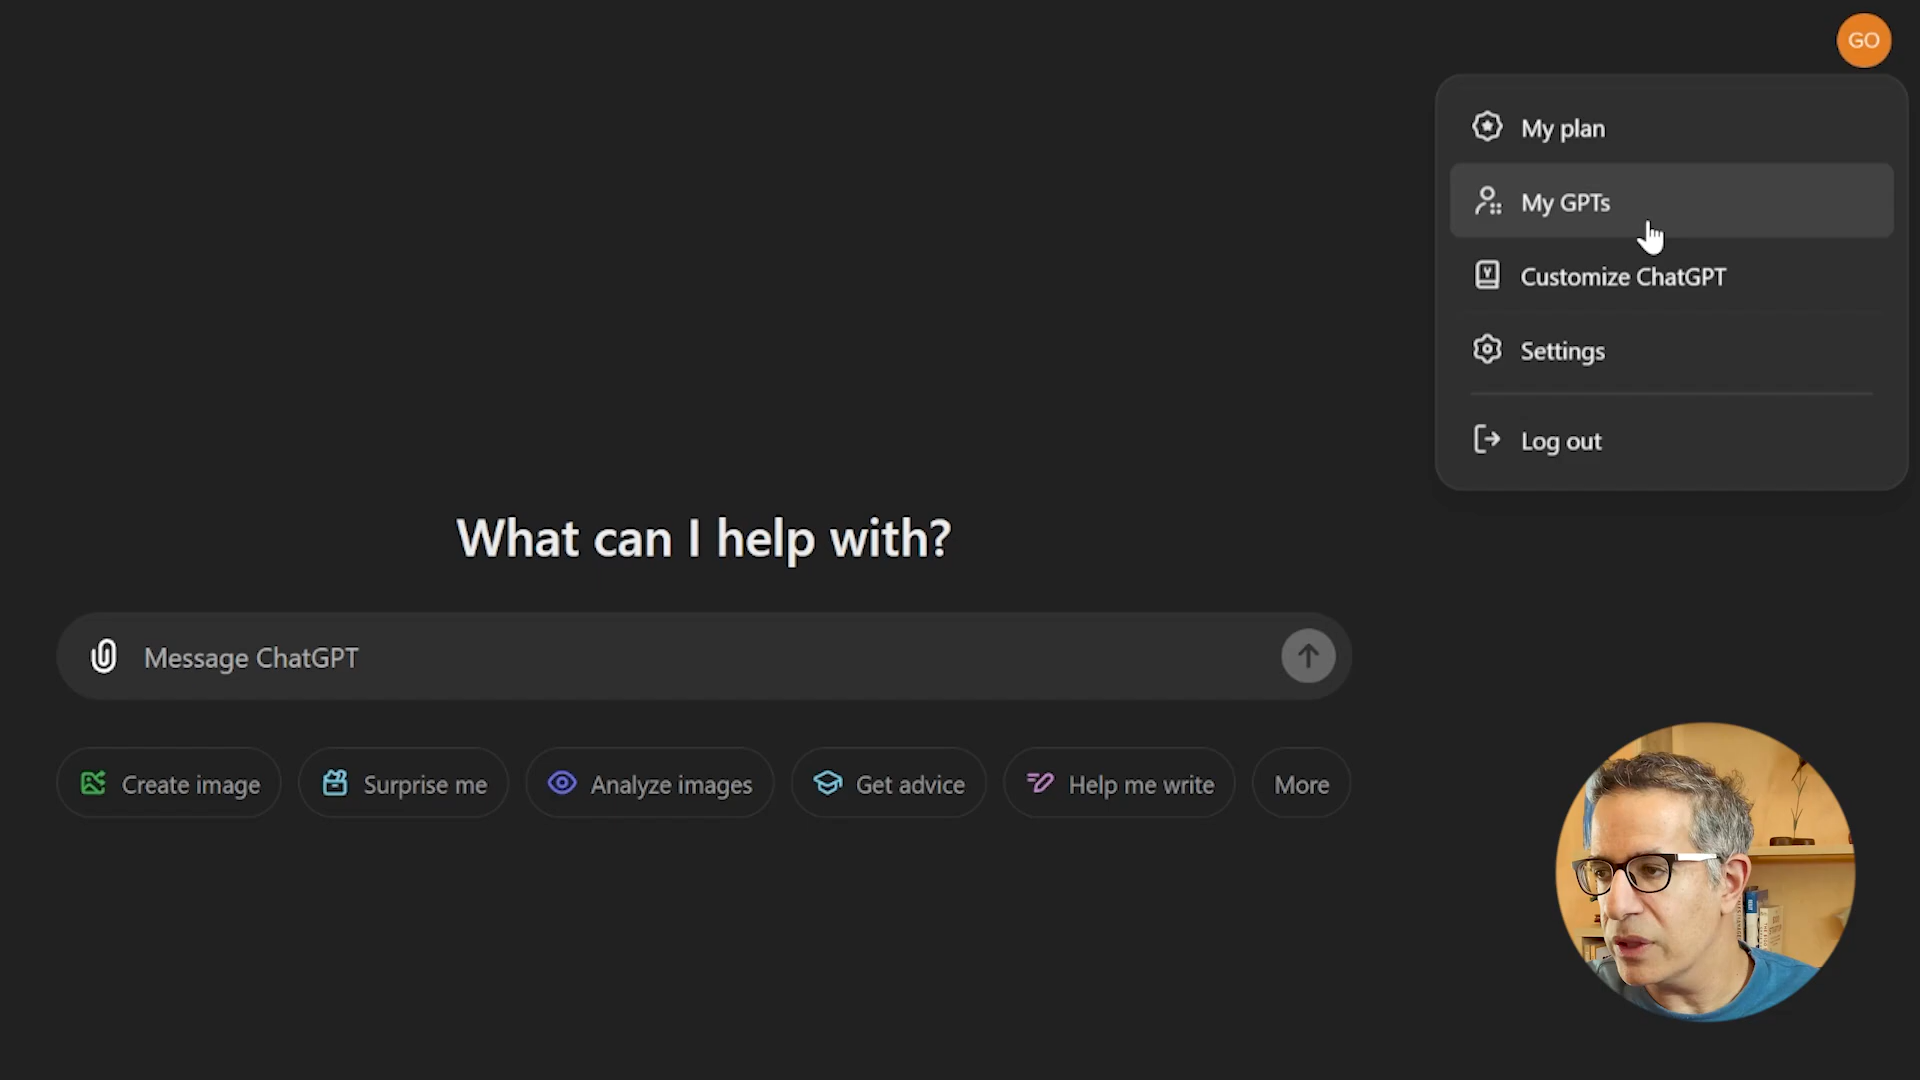 GO
My plan
My GPTs
Customize ChatGPT
Settings
Log out
What can I help with?
Message ChatGPT
Create image
Surprise me
Analyze images
Get advice
Help me write
More